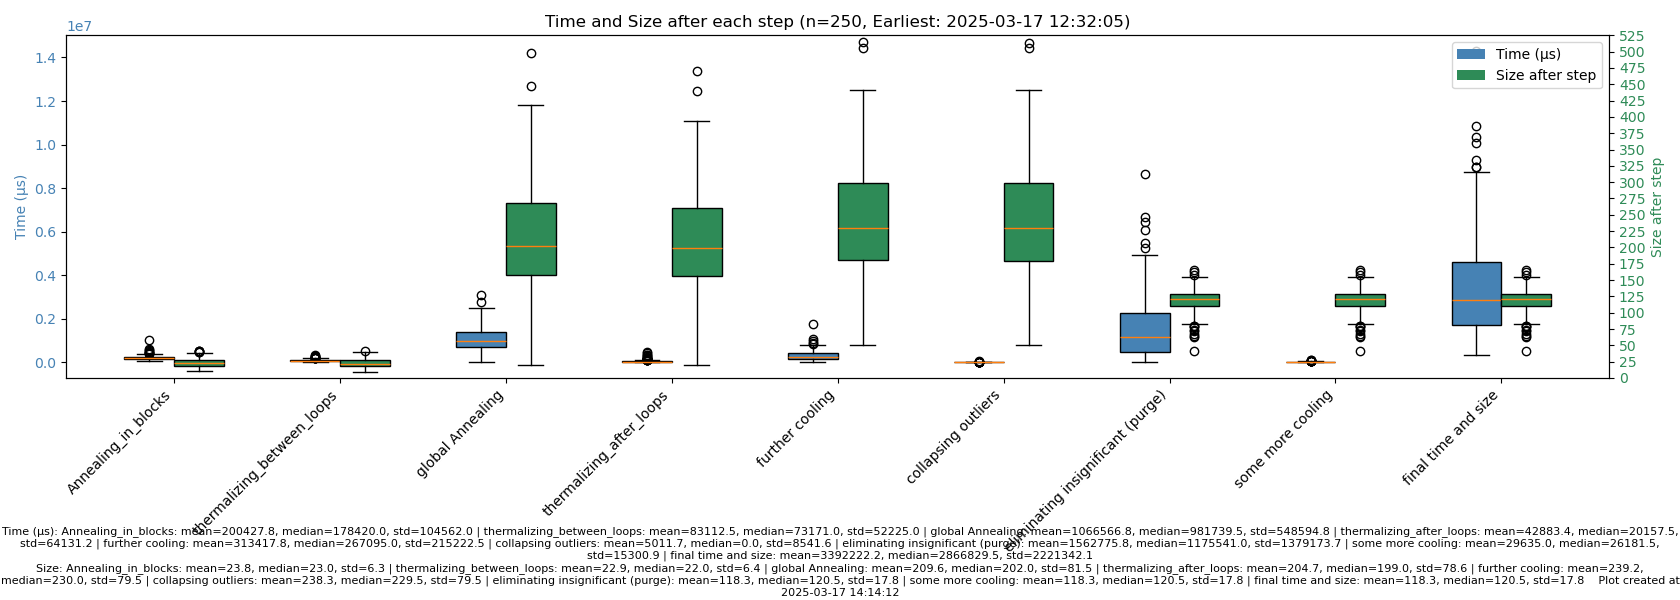 Time and Size after each step (n=250, Earliest: 2025-03-17 12:32:05)
1e7
1.4
1.2
1.0
0.8
0.6
0.4
0.2
0.0
Time (µs)
Time (µs)
Size after step
525
500
475
450
425
400
375
350
325
300
275
250
225
200
175
150
125
100
75
50
25
0
Size after step
Annealing_in_blocks
thermalizing_between_loops
global Annealing
thermalizing_after_loops
further cooling
collapsing outliers
eliminating insignificant (purge)
some more cooling
final time and size
Time (µs): Annealing_in_blocks: mean=200427.8, median=178420.0, std=104562.0 | thermalizing_between_loops: mean=83112.5, median=73171.0, std=52225.0 | global Annealing: mean=1066566.8, median=981739.5, std=548594.8 | thermalizing_after_loops: mean=42883.4, median=20157.5,
std=64131.2 | further cooling: mean=313417.8, median=267095.0, std=215222.5 | collapsing outliers: mean=5011.7, median=0.0, std=8541.6 | eliminating insignificant (purge): mean=1562775.8, median=1175541.0, std=1379173.7 | some more cooling: mean=29635.0, median=26181.5,
std=15300.9 | final time and size: mean=3392222.2, median=2866829.5, std=2221342.1
Size: Annealing_in_blocks: mean=23.8, median=23.0, std=6.3 | thermalizing_between_loops: mean=22.9, median=22.0, std=6.4 | global Annealing: mean=209.6, median=202.0, std=81.5 | thermalizing_after_loops: mean=204.7, median=199.0, std=78.6 | further cooling: mean=239.2,
median=230.0, std=79.5 | collapsing outliers: mean=238.3, median=229.5, std=79.5 | eliminating insignificant (purge): mean=118.3, median=120.5, std=17.8 | some more cooling: mean=118.3, median=120.5, std=17.8 | final time and size: mean=118.3, median=120.5, std=17.8 Plot created at
2025-03-17 14:14:12